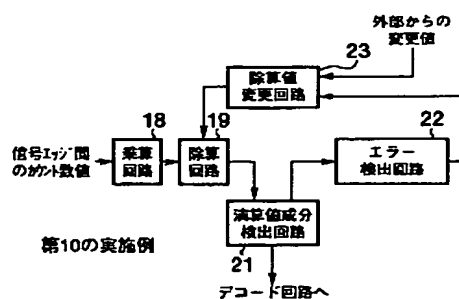 外部からの
変更値
23
除算値
変更回路
信号エッジ間
のカウント数値
18
乗算
回路
19
除算
回路
22
エラー
検出回路
演算値成分
検出回路
21
第10の実施例
デコード回路へ